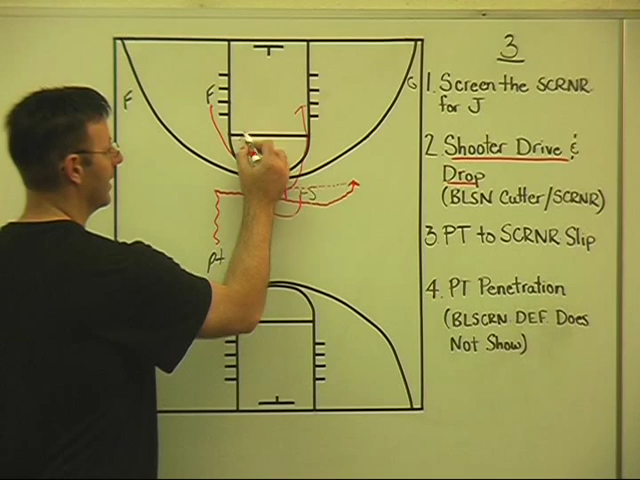 3
1. Screen the SCRNR
for J
2. Shooter Drive &
Drop
(BLSN Cutter/SCRNR)
3 PT to SCRNR Slip
4. PT Penetration
(BLSCRN DEF. Does
Not Show)
F
F
G
5
Pt